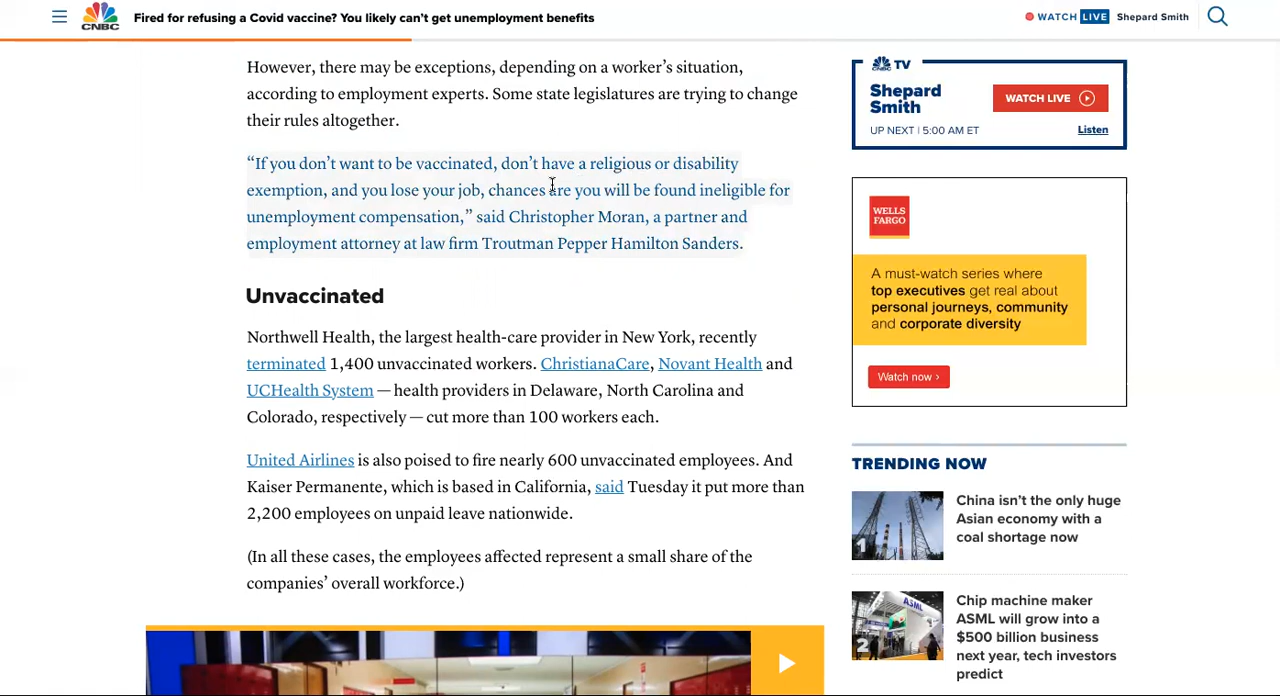 CNBC
Fired for refusing a Covid vaccine? You likely can't get unemployment benefits
WATCH LIVE Shepard Smith
However, there may be exceptions, depending on a worker's situation,
according to employment experts. Some state legislatures are trying to change
their rules altogether.
“If you don't want to be vaccinated, don't have a religious or disability
exemption, and you lose your job, chances are you will be found ineligible for
unemployment compensation,” said Christopher Moran, a partner and
employment attorney at law firm Troutman Pepper Hamilton Sanders.
Unvaccinated
Northwell Health, the largest health-care provider in New York, recently
terminated 1,400 unvaccinated workers. ChristianaCare, Novant Health and
UCHealth System — health providers in Delaware, North Carolina and
Colorado, respectively — cut more than 100 workers each.
United Airlines is also poised to fire nearly 600 unvaccinated employees. And
Kaiser Permanente, which is based in California, said Tuesday it put more than
2,200 employees on unpaid leave nationwide.
(In all these cases, the employees affected represent a small share of the
companies' overall workforce.)
TV
Shepard
Smith
WATCH LIVE
UP NEXT | 5:00 AM ET
Listen
WELLS
FARGO
A must-watch series where
top executives get real about
personal journeys, community
and corporate diversity
Watch now ›
TRENDING NOW
1
China isn't the only huge
Asian economy with a
coal shortage now
ASML
2
Chip machine maker
ASML will grow into a
$500 billion business
next year, tech investors
predict